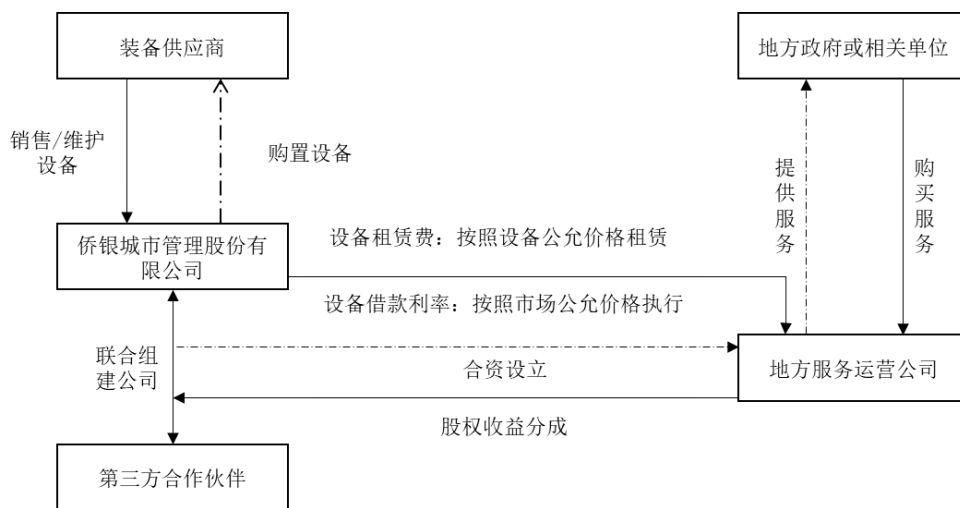 装备供应商
地方政府或相关单位
销售/维护
设备
购置设备
提供服务
购买服务
侨银城市管理股份有
限公司
设备租赁费：按照设备公允价格租赁
设备借款利率：按照市场公允价格执行
联合组
建公司
合资设立
地方服务运营公司
股权收益分成
第三方合作伙伴